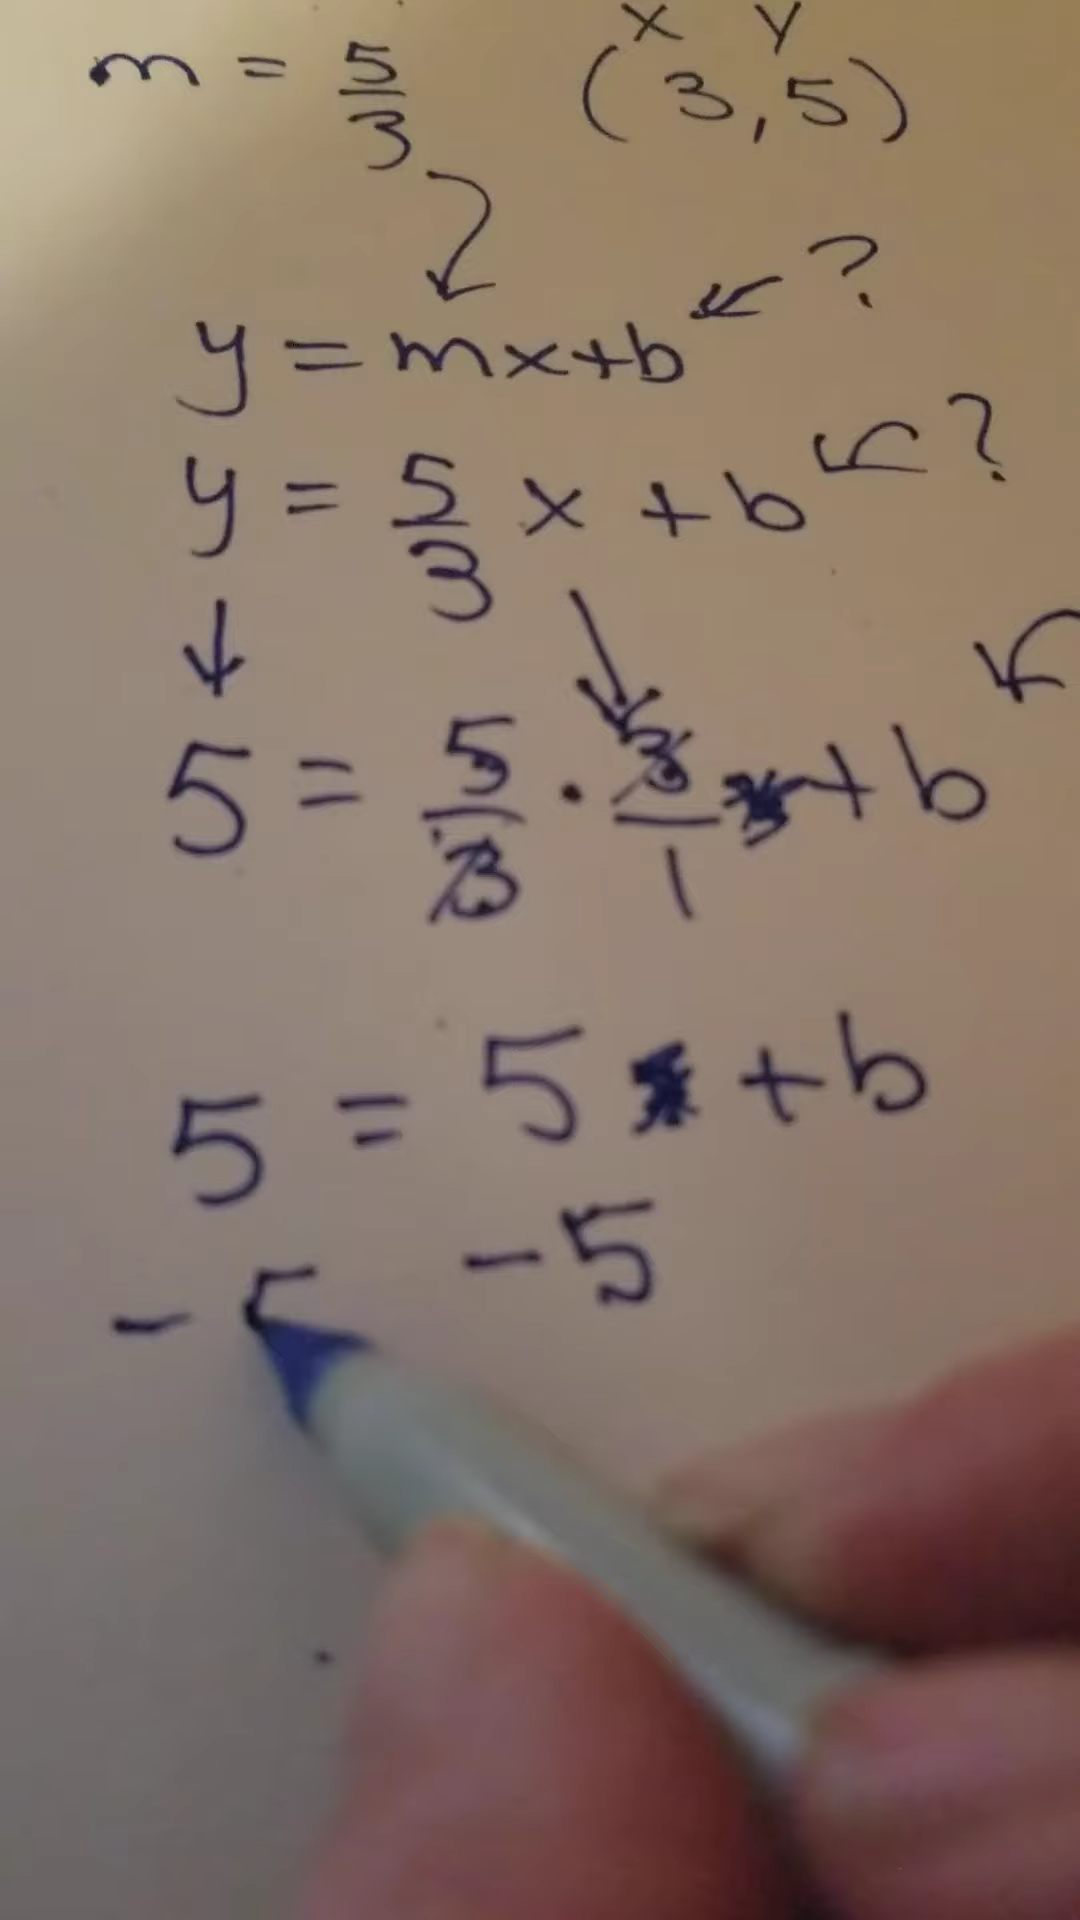 x y
m = 5/3 (3,5)
?
y = mx+b
?
y = 5/3 x + b
5 = 5/3 · 3/1 + b
5 = 5 + b
- 5 - 5